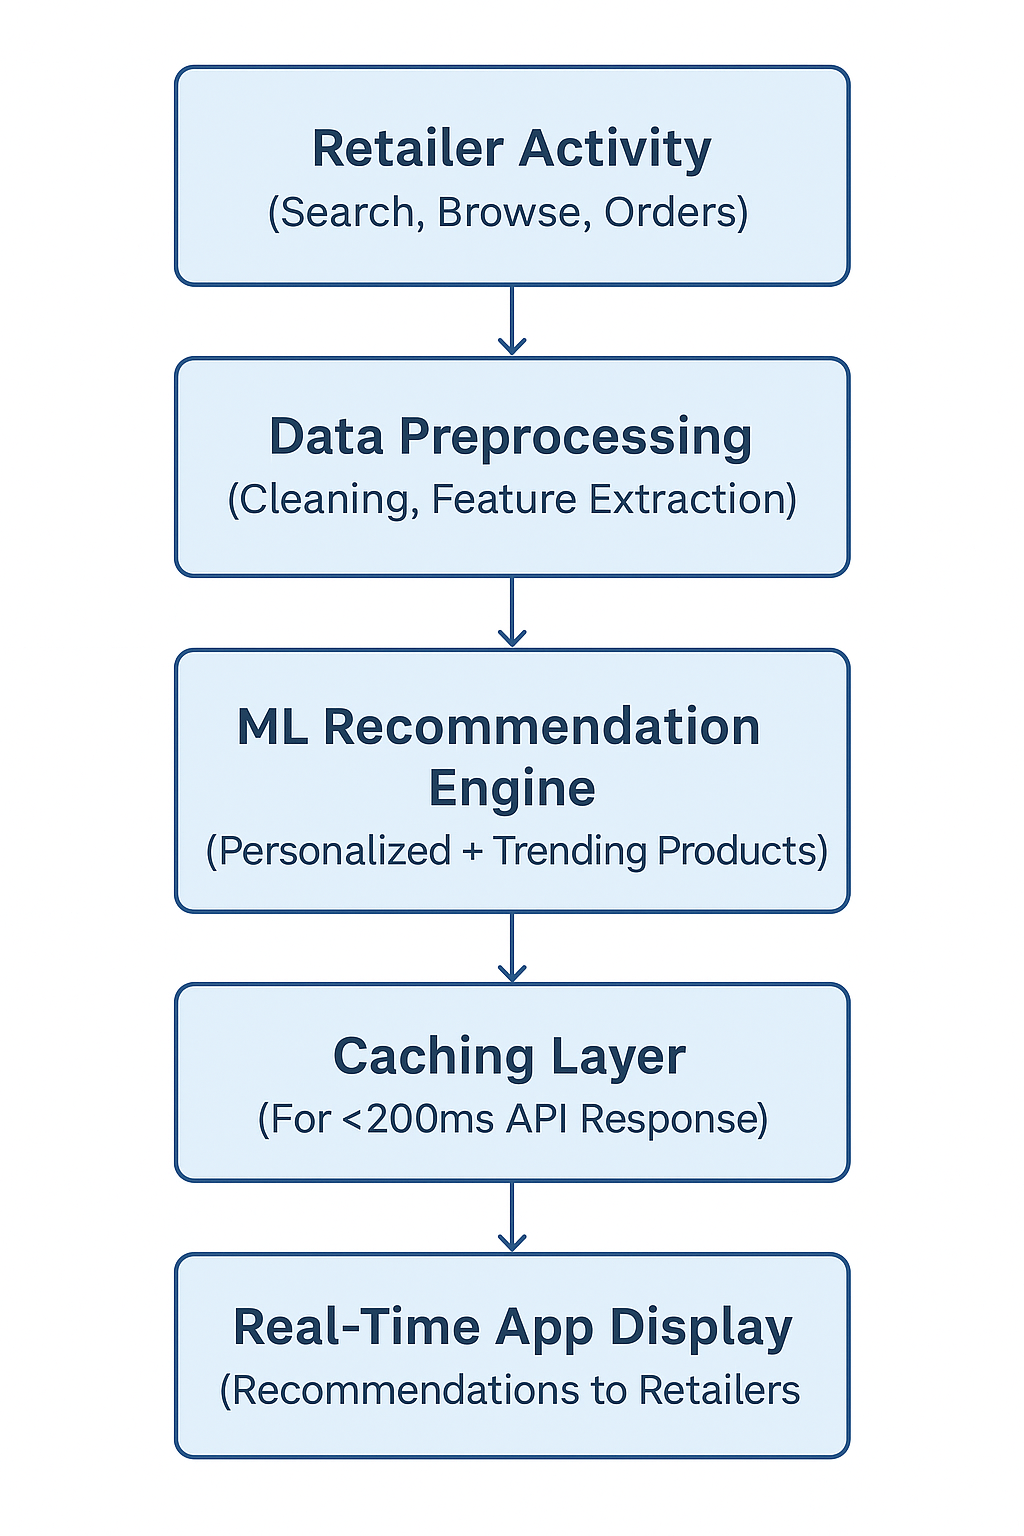 Retailer Activity
(Search, Browse, Orders)
Data Preprocessing
(Cleaning, Feature Extraction)
ML Recommendation
Engine
(Personalized + Trending Products)
Caching Layer
(For <200ms API Response)
Real-Time App Display
(Recommendations to Retailers